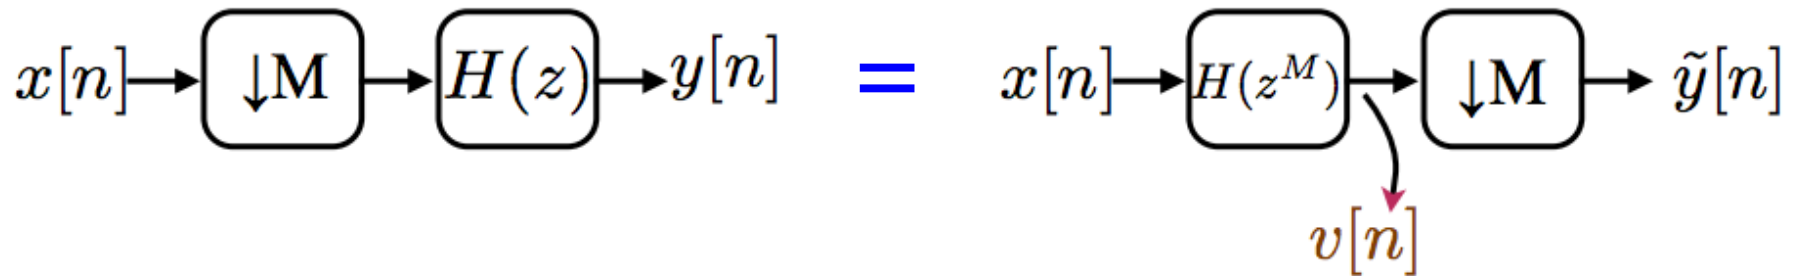 x[n] ↓M H(z) y[n] = x[n] H(z^M) ↓M ỹ[n]
v[n]